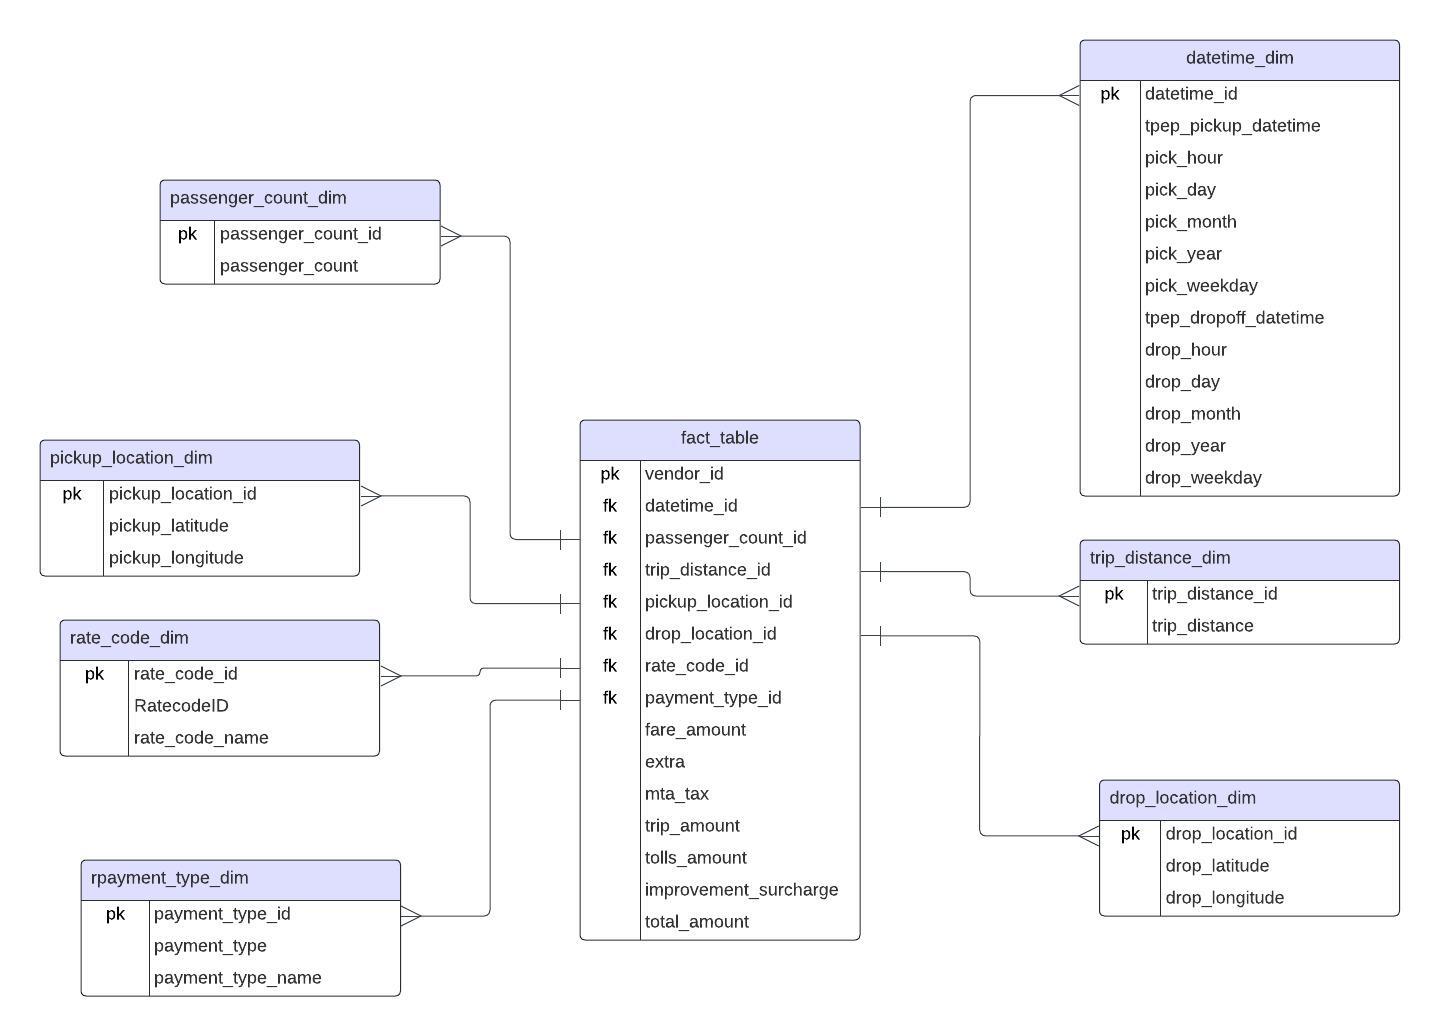 datetime_dim
pk datetime_id
tpep_pickup_datetime
pick_hour
pick_day
pick_month
pick_year
pick_weekday
tpep_dropoff_datetime
drop_hour
drop_day
drop_month
drop_year
drop_weekday
passenger_count_dim
pk passenger_count_id
passenger_count
pickup_location_dim
pk pickup_location_id
pickup_latitude
pickup_longitude
rate_code_dim
pk rate_code_id
RatecodeID
rate_code_name
rpayment_type_dim
pk payment_type_id
payment_type
payment_type_name
fact_table
pk vendor_id
fk datetime_id
fk passenger_count_id
fk trip_distance_id
fk pickup_location_id
fk drop_location_id
fk rate_code_id
fk payment_type_id
fare_amount
extra
mta_tax
trip_amount
tolls_amount
improvement_surcharge
total_amount
trip_distance_dim
pk trip_distance_id
trip_distance
drop_location_dim
pk drop_location_id
drop_latitude
drop_longitude